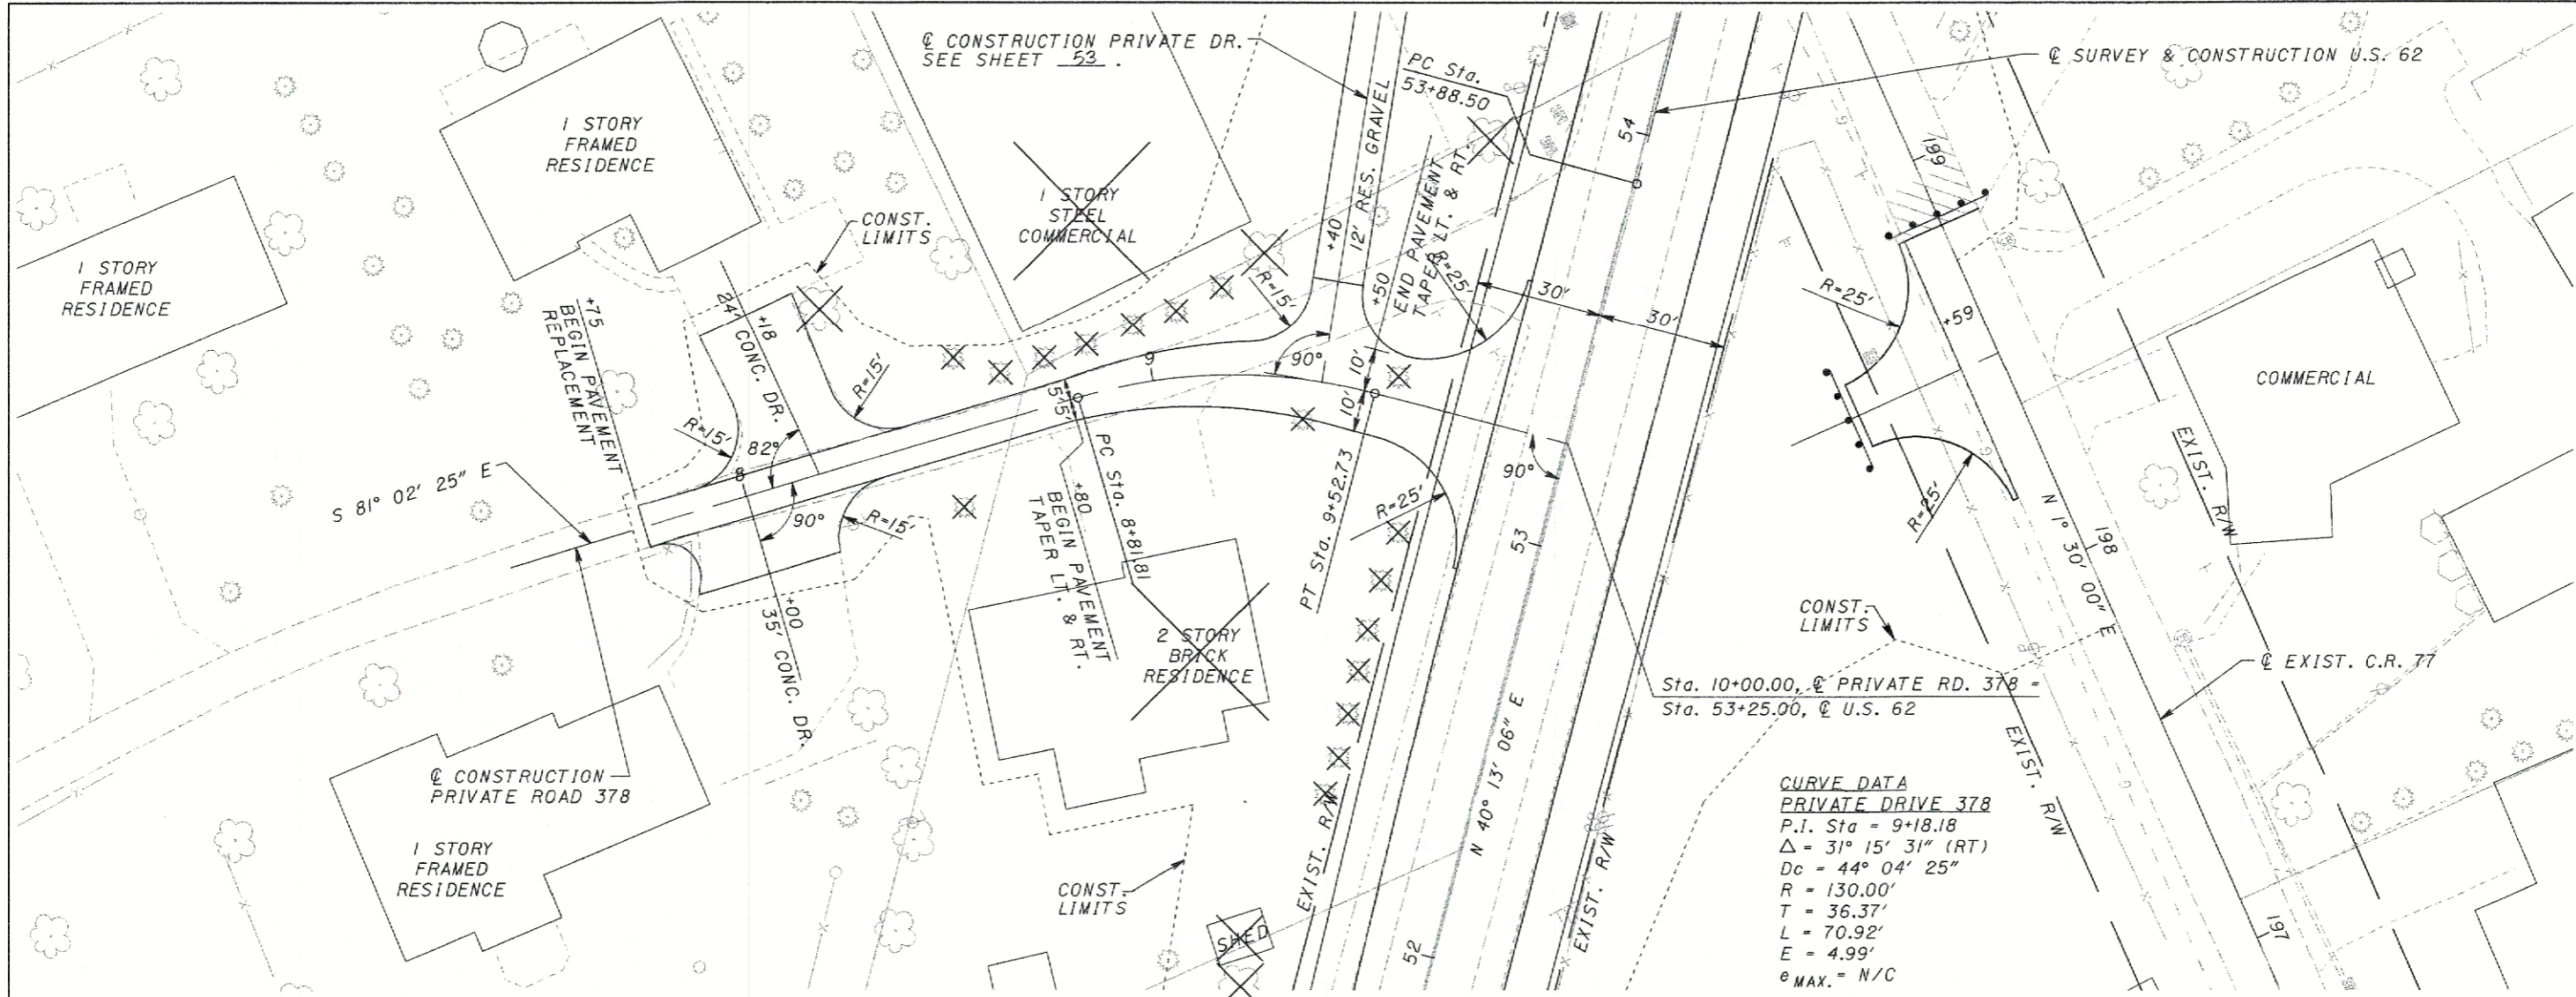 ℄ CONSTRUCTION PRIVATE DR.
SEE SHEET 53 .
PC Sta.
53+88.50
℄ SURVEY & CONSTRUCTION U.S. 62
1 STORY
FRAMED
RESIDENCE
1 STORY
FRAMED
RESIDENCE
CONST.
LIMITS
1 STORY
STEEL
COMMERCIAL
+40
12' RES. GRAVEL
+50
END PAVEMENT
TAPER LT. & RT.
54
199
R=15'
R=25'
30'
30'
R=25'
+59
COMMERCIAL
+75
BEGIN PAVEMENT
REPLACEMENT
+18
24' CONC. DR.
R=15'
R=15'
82°
8
90°
R=15'
9
5'
5'
90°
10'
10'
S 81° 02' 25" E
PC Sta. 8+81.81
+80
BEGIN PAVEMENT
TAPER LT. & RT.
PT Sta. 9+52.73
R=25'
90°
53
R=25'
EXIST. R/W
N 1° 30' 00" E
198
+00
35' CONC. DR.
2 STORY
BRICK
RESIDENCE
CONST.
LIMITS
℄ EXIST. C.R. 77
Sta. 10+00.00, ℄ PRIVATE RD. 378 =
Sta. 53+25.00, ℄ U.S. 62
N 40° 13' 06" E
EXIST. R/W
℄ CONSTRUCTION
PRIVATE ROAD 378
1 STORY
FRAMED
RESIDENCE
CONST.
LIMITS
SHED
EXIST. R/W
EXIST. R/W
52
197
CURVE DATA
PRIVATE DRIVE 378
P.I. Sta = 9+18.18
Δ = 31° 15' 31" (RT)
Dc = 44° 04' 25"
R = 130.00'
T = 36.37'
L = 70.92'
E = 4.99'
e MAX. = N/C